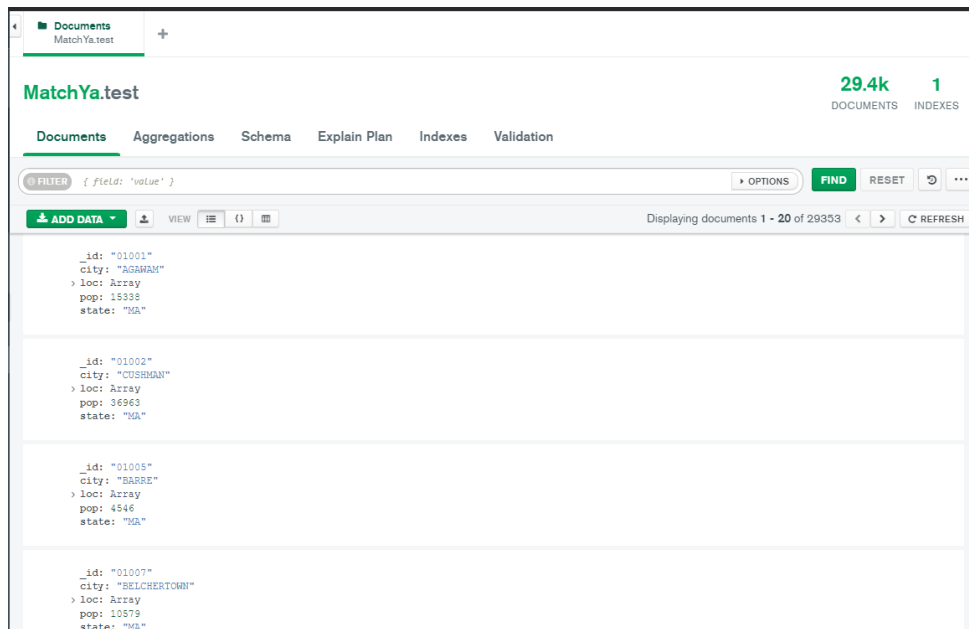 Documents
MatchYa.test
MatchYa.test
29.4k
DOCUMENTS
1
INDEXES
Documents Aggregations Schema Explain Plan Indexes Validation
FILTER { field: 'value' } OPTIONS FIND RESET
ADD DATA VIEW {} Displaying documents 1 - 20 of 29353 < > REFRESH
_id: "01001"
city: "AGAWAM"
> loc: Array
pop: 15338
state: "MA"
_id: "01002"
city: "CUSHMAN"
> loc: Array
pop: 36963
state: "MA"
_id: "01005"
city: "BARRE"
> loc: Array
pop: 4546
state: "MA"
_id: "01007"
city: "BELCHERTOWN"
> loc: Array
pop: 10579
state: "MA"